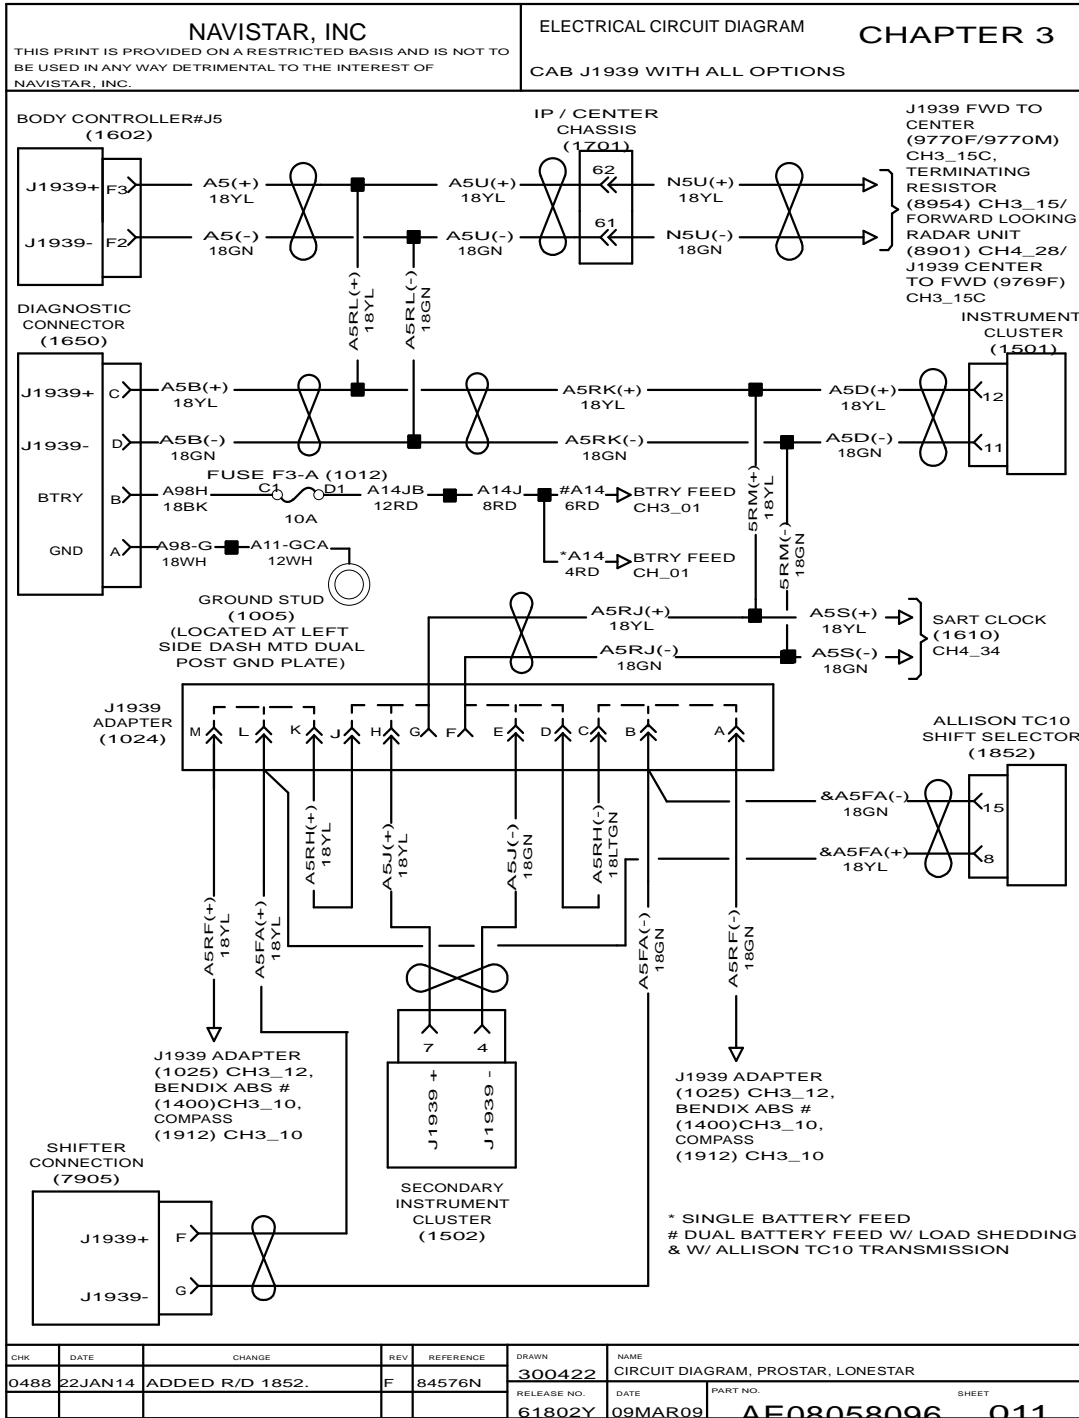 NAVISTAR, INC
THIS PRINT IS PROVIDED ON A RESTRICTED BASIS AND IS NOT TO
BE USED IN ANY WAY DETRIMENTAL TO THE INTEREST OF
NAVISTAR, INC.
ELECTRICAL CIRCUIT DIAGRAM
CHAPTER 3
CAB J1939 WITH ALL OPTIONS
BODY CONTROLLER#J5
(1602)
J1939+ F3
J1939- F2
A5(+)
18YL
A5(-)
18GN
A5U(+)
18YL
A5U(-)
18GN
IP / CENTER
CHASSIS
(1701)
62
61
N5U(+)
18YL
N5U(-)
18GN
J1939 FWD TO
CENTER
(9770F/9770M)
CH3_15C,
TERMINATING
RESISTOR
(8954) CH3_15/
FORWARD LOOKING
RADAR UNIT
(8901) CH4_28/
J1939 CENTER
TO FWD (9769F)
CH3_15C
A5RL(+)
18YL
A5RL(-)
18GN
DIAGNOSTIC
CONNECTOR
(1650)
J1939+ C
J1939- D
BTRY B
GND A
A5B(+)
18YL
A5B(-)
18GN
A5RK(+)
18YL
A5RK(-)
18GN
A5D(+)
18YL
A5D(-)
18GN
INSTRUMENT
CLUSTER
(1501)
12
11
FUSE F3-A (1012)
C1 D1
10A
A98H
18BK
A14JB
12RD
A14J
8RD
#A14
6RD
BTRY FEED
CH3_01
*A14
4RD
BTRY FEED
CH_01
A98-G
18WH
A11-GCA
12WH
GROUND STUD
(1005)
(LOCATED AT LEFT
SIDE DASH MTD DUAL
POST GND PLATE)
5RM(+)
18YL
5RM(-)
18GN
A5RJ(+)
18YL
A5RJ(-)
18GN
A5S(+)
18YL
A5S(-)
18GN
SART CLOCK
(1610)
CH4_34
J1939
ADAPTER
(1024)
M L K J H G F E D C B A
ALLISON TC10
SHIFT SELECTOR
(1852)
&A5FA(-)
18GN
15
&A5FA(+)
18YL
8
A5RF(+)
18YL
A5FA(+)
18YL
A5RH(+)
18YL
A5J(+)
18YL
A5J(-)
18GN
A5RH(-)
18LTGN
A5FA(-)
18GN
A5RF(-)
18GN
J1939 ADAPTER
(1025) CH3_12,
BENDIX ABS #
(1400)CH3_10,
COMPASS
(1912) CH3_10
7 4
J1939 +
J1939 -
SECONDARY
INSTRUMENT
CLUSTER
(1502)
J1939 ADAPTER
(1025) CH3_12,
BENDIX ABS #
(1400)CH3_10,
COMPASS
(1912) CH3_10
SHIFTER
CONNECTION
(7905)
J1939+ F
J1939- G
* SINGLE BATTERY FEED
# DUAL BATTERY FEED W/ LOAD SHEDDING
& W/ ALLISON TC10 TRANSMISSION
CHK DATE CHANGE REV REFERENCE
0488 22JAN14 ADDED R/D 1852. F 84576N
DRAWN
300422
NAME
CIRCUIT DIAGRAM, PROSTAR, LONESTAR
RELEASE NO.
61802Y
DATE
09MAR09
PART NO.
AE08058096
SHEET
011